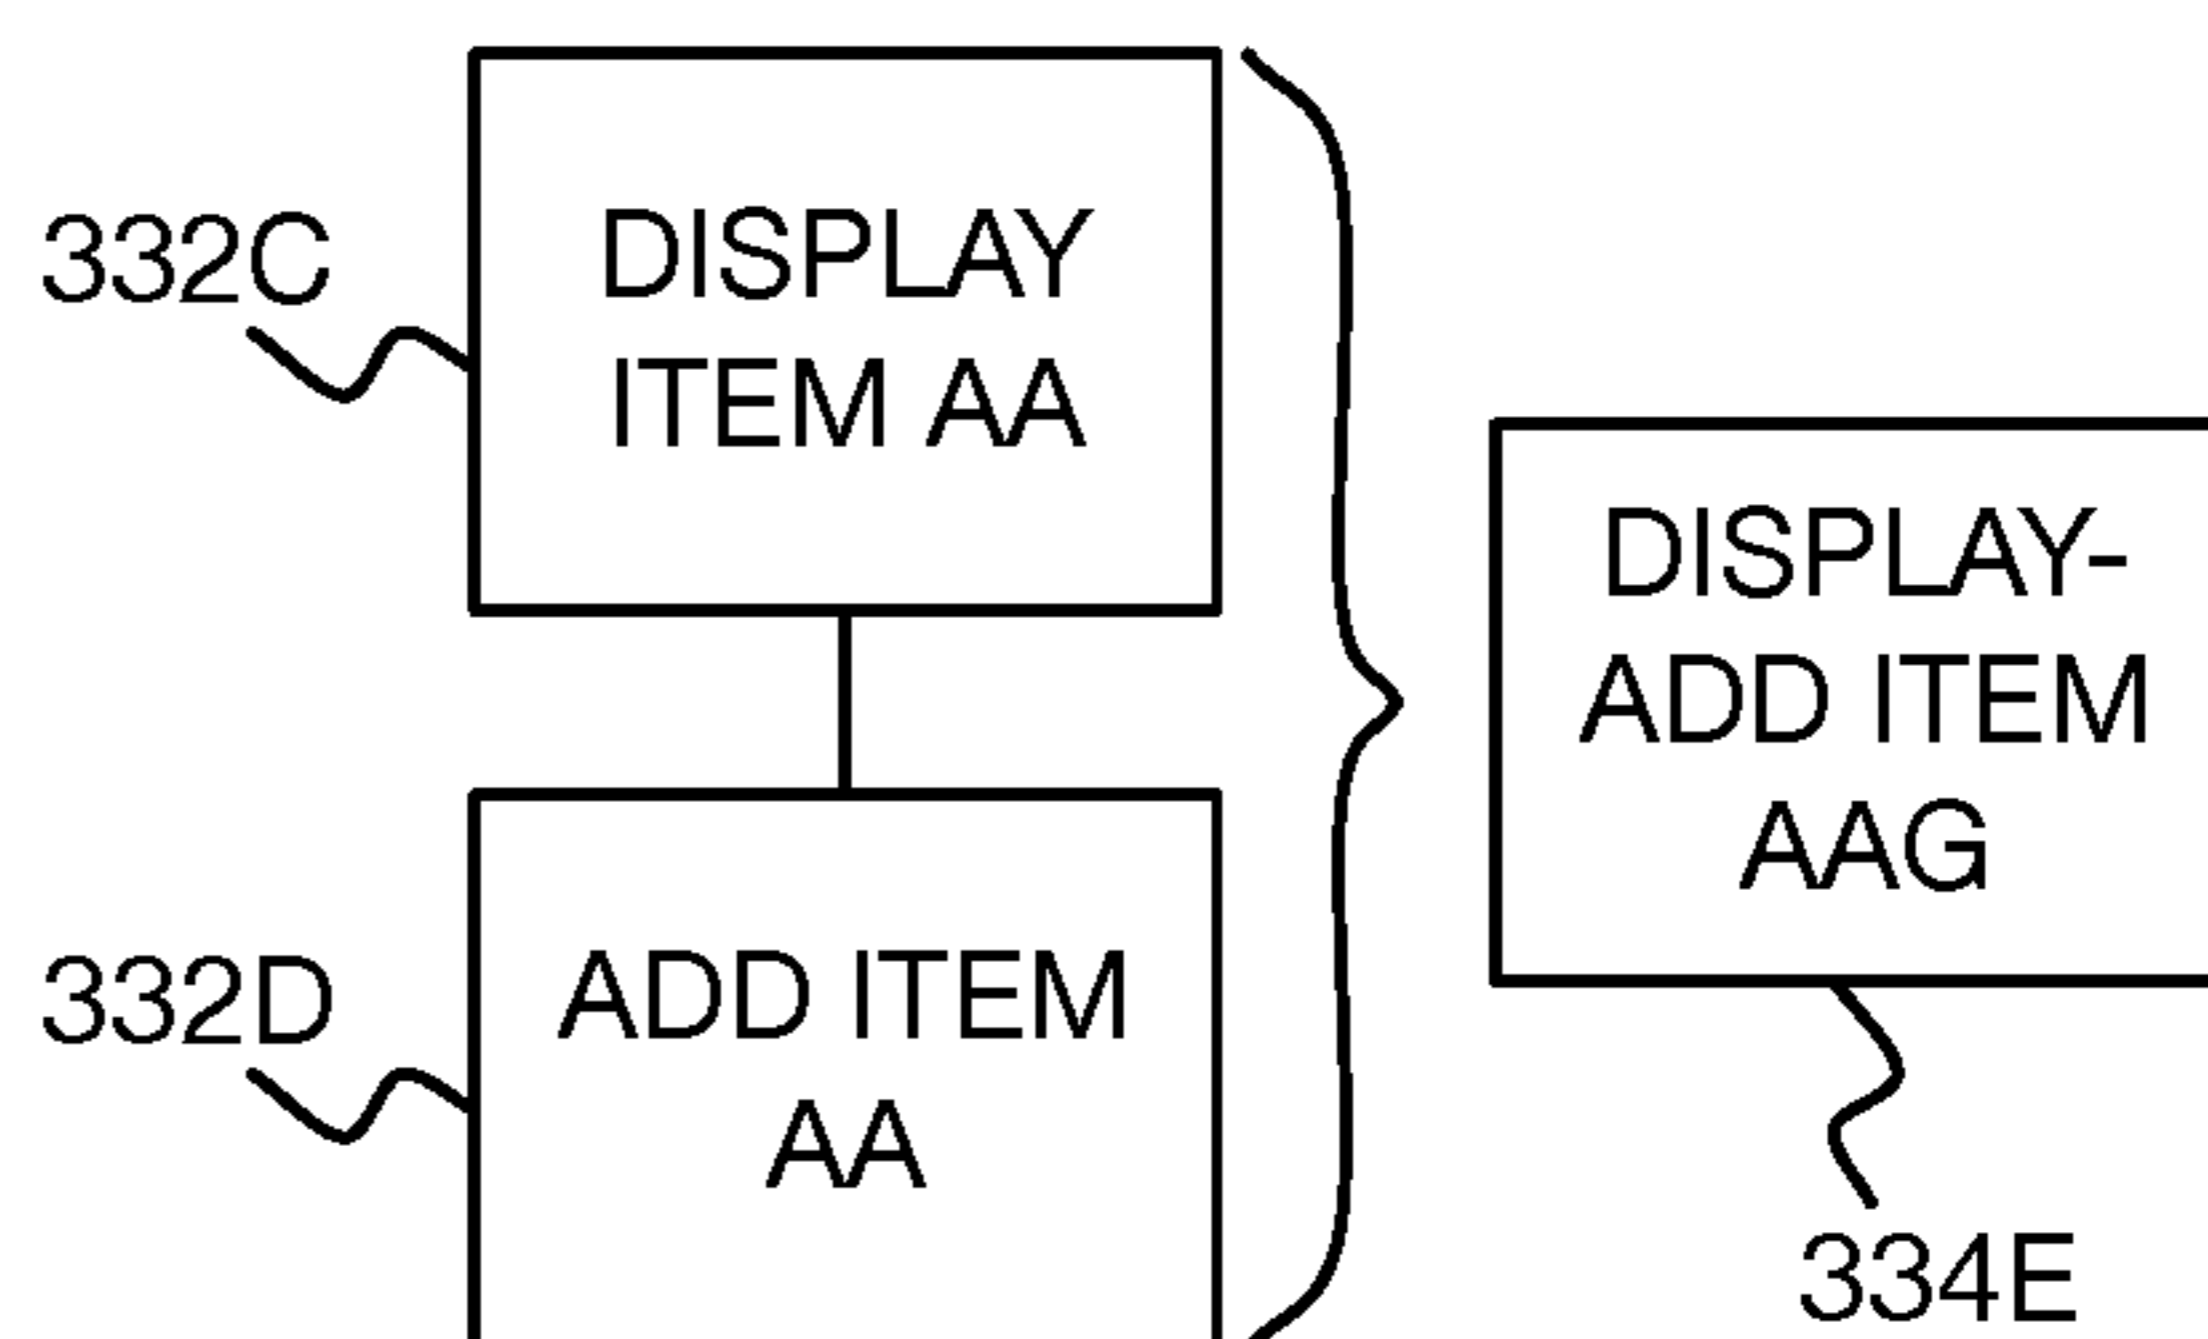 332C
DISPLAY
ITEM AA
DISPLAY-
ADD ITEM
AAG
332D
ADD ITEM
AA
334E